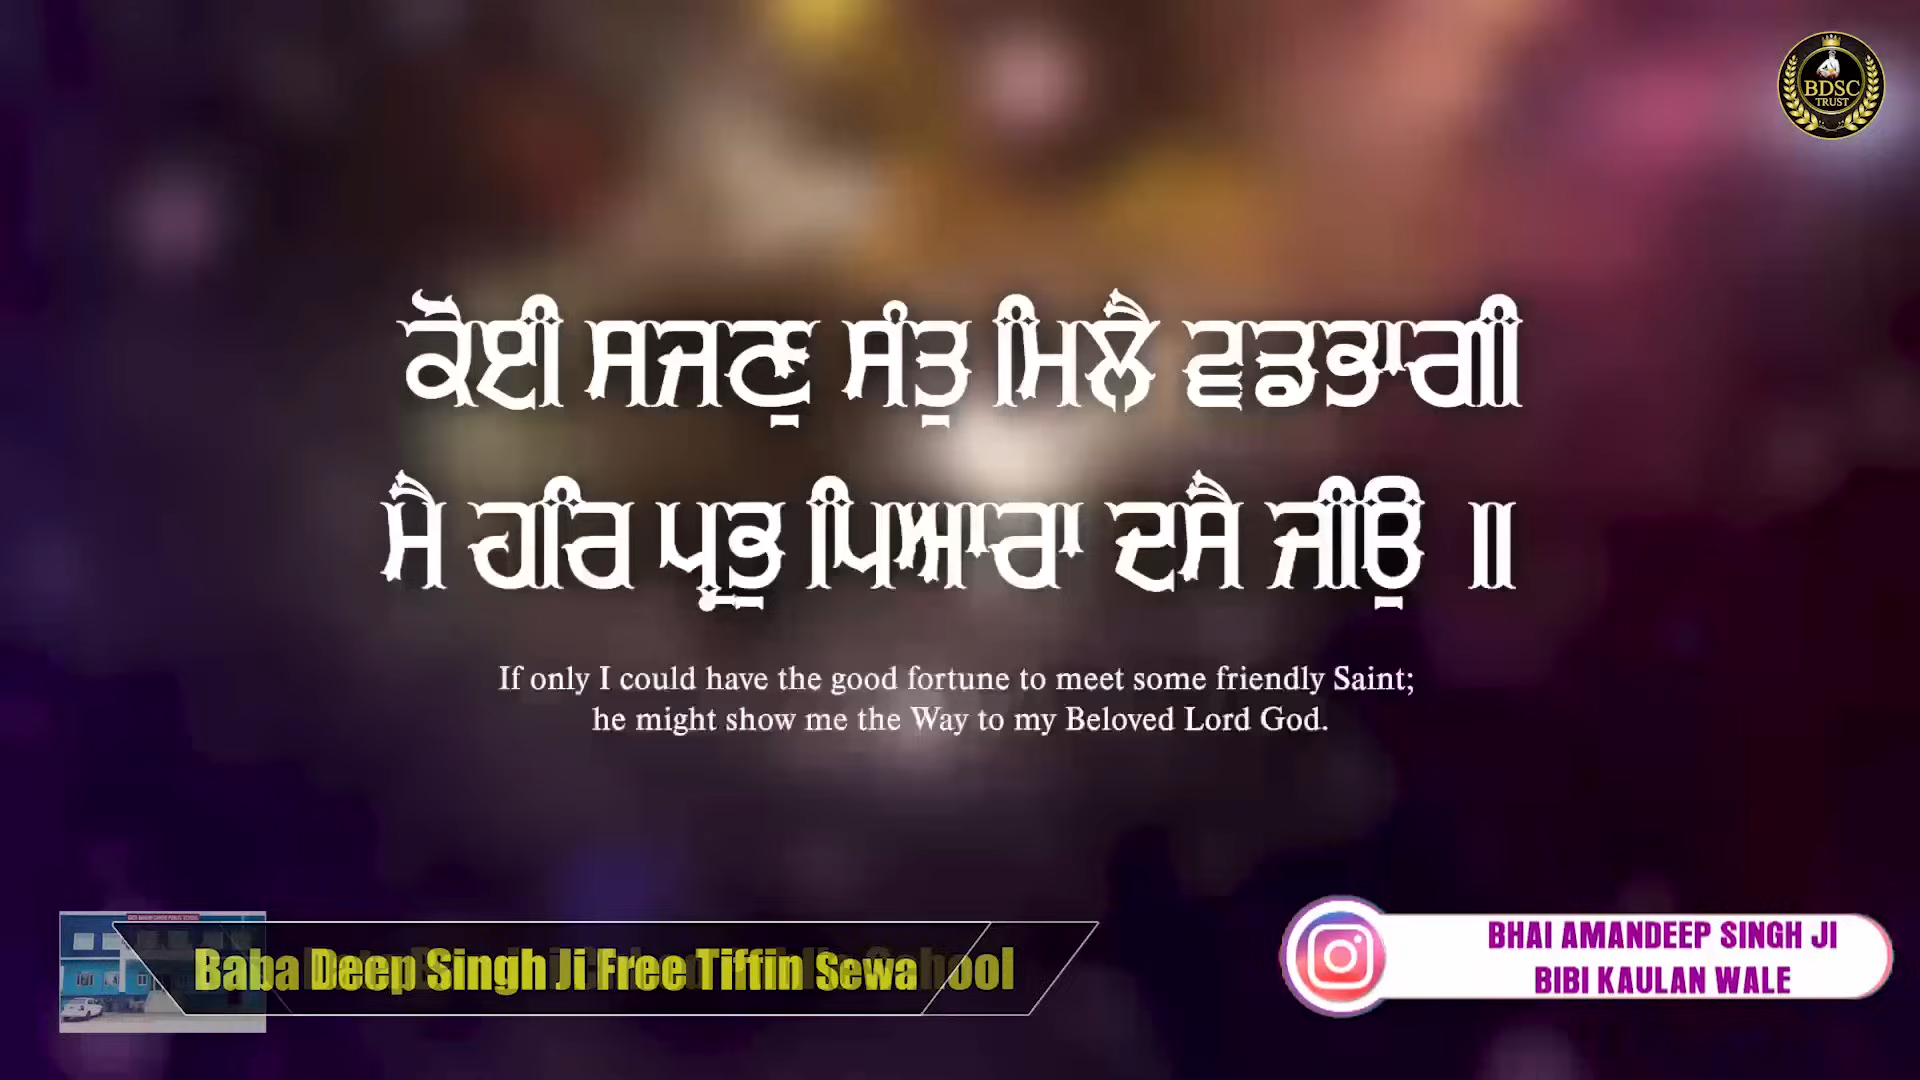 BDSC
TRUST
ਕੋਈ ਸਜਣੁ ਸੰਤੁ ਮਿਲੈ ਵਡਭਾਗੀ
ਮੈ ਹਰਿ ਪ੍ਰਭੁ ਪਿਆਰਾ ਦਸੈ ਜੀਉ ॥
If only I could have the good fortune to meet some friendly Saint;
he might show me the Way to my Beloved Lord God.
Baba Deep Singh Ji Free Tiffin Sewa
School
BHAI AMANDEEP SINGH JI
BIBI KAULAN WALE